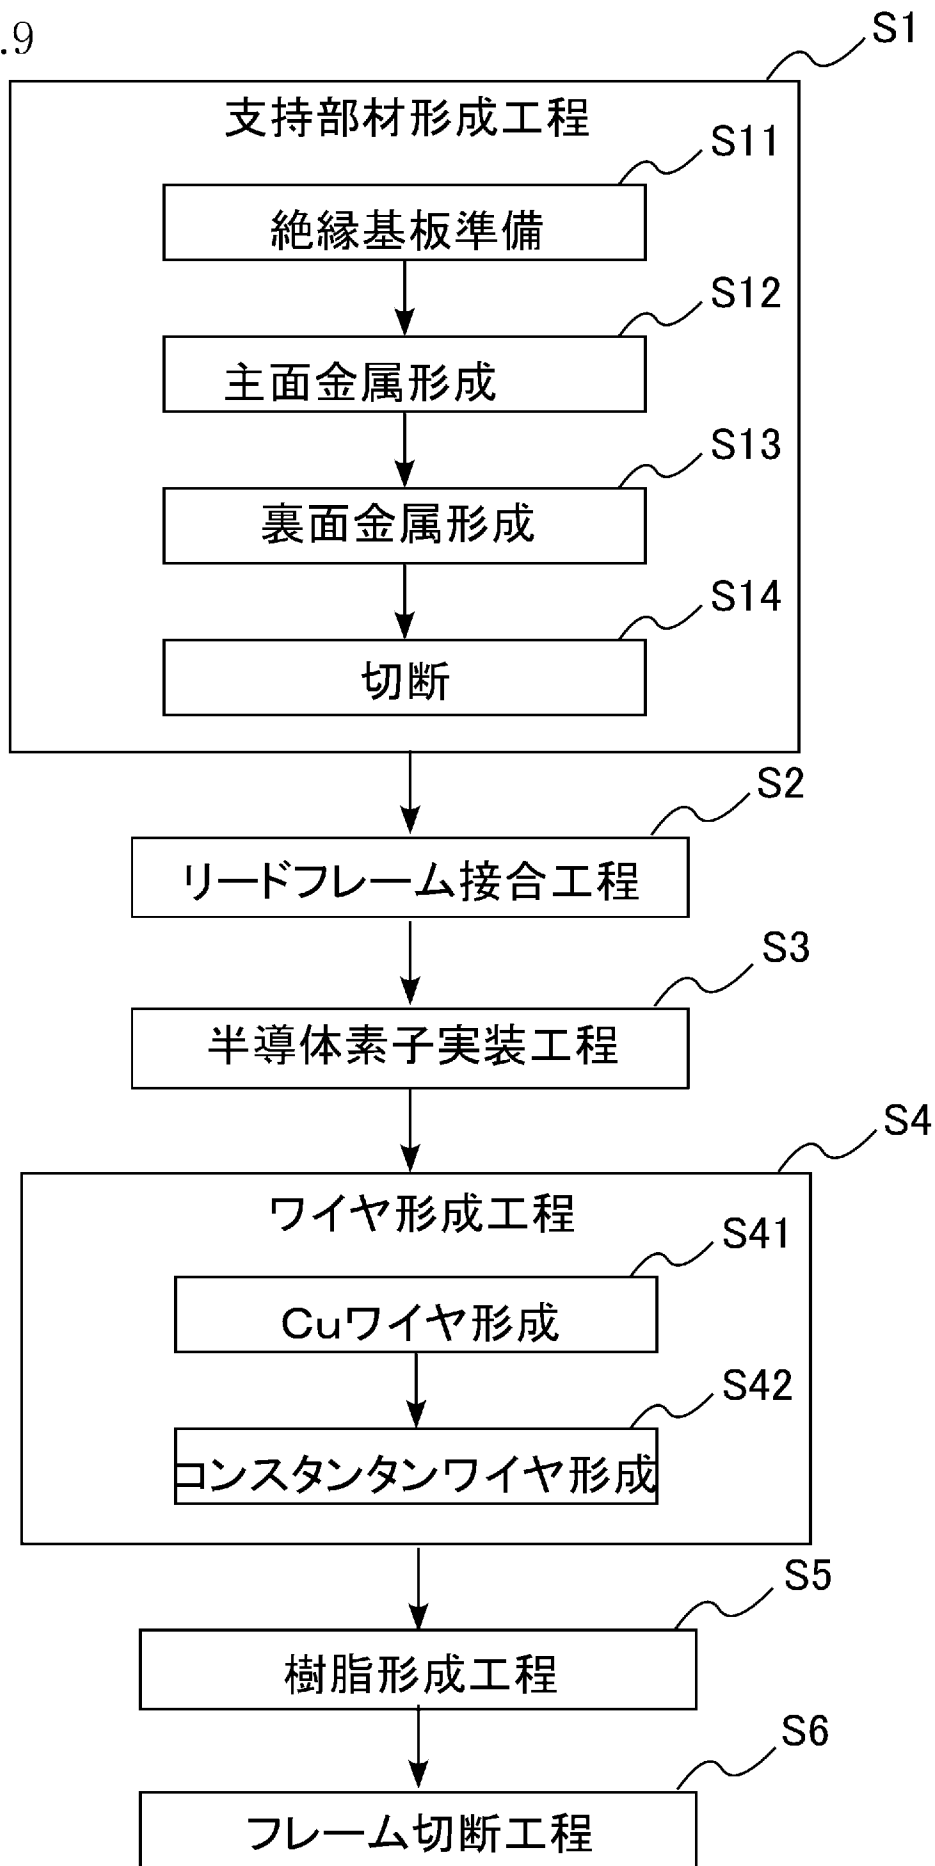 .9
S1
支持部材形成工程
S11
絶縁基板準備
S12
主面金属形成
S13
裏面金属形成
S14
切断
S2
リードフレーム接合工程
S3
半導体素子実装工程
S4
ワイヤ形成工程
S41
Cuワイヤ形成
S42
コンスタンタンワイヤ形成
S5
樹脂形成工程
S6
フレーム切断工程